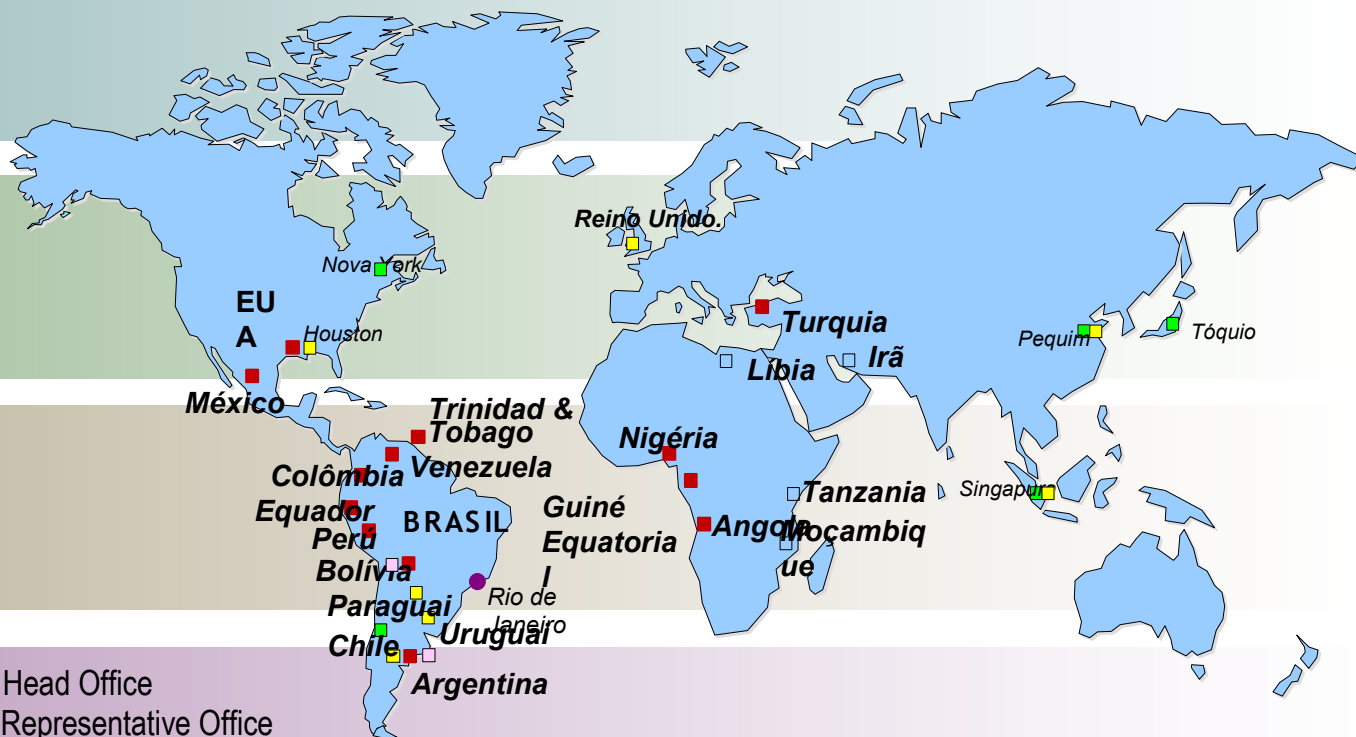 Reino Unido.
Nova York
EU
A
Houston
México
Turquia
Irã
Líbia
Pequim
Tóquio
Trinidad &
Tobago
Venezuela
Colômbia
Equador
Perú
BRASIL
Bolívia
Paraguai
Rio de
Janeiro
Uruguai
Chile
Argentina
Nigéria
Guiné
Equatoria
l
Angola
Tanzania
Moçambiq
ue
Singapura
Head Office
Representative Office